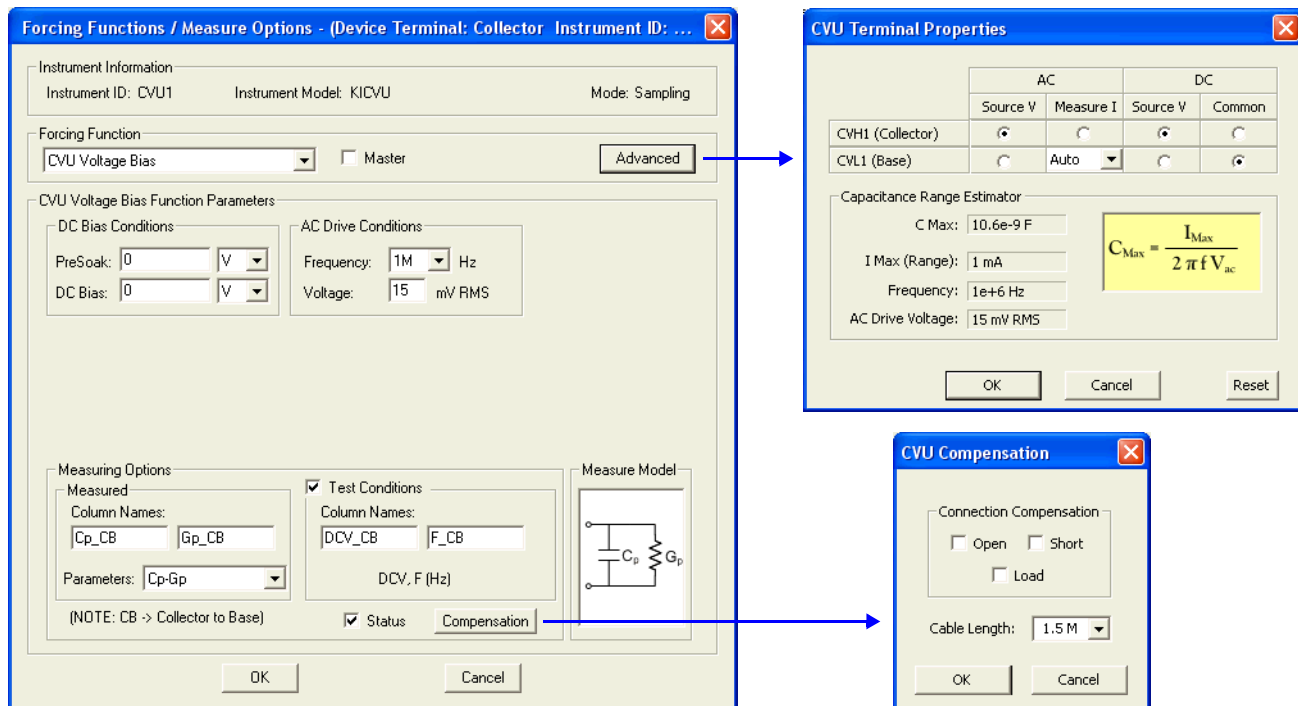 Forcing Functions / Measure Options - (Device Terminal: Collector Instrument ID: ...
Instrument Information
Instrument ID: CVU1 Instrument Model: KICVU Mode: Sampling
Forcing Function
CVU Voltage Bias Master Advanced
CVU Voltage Bias Function Parameters
DC Bias Conditions
PreSoak: 0 V
DC Bias: 0 V
AC Drive Conditions
Frequency: 1M Hz
Voltage: 15 mV RMS
Measuring Options
Measured
Column Names:
Cp_CB Gp_CB
Parameters: Cp-Gp
(NOTE: CB -> Collector to Base)
Test Conditions
Column Names:
DCV_CB F_CB
DCV, F (Hz)
Status Compensation
Measure Model
Cp Gp
OK Cancel
CVU Terminal Properties
AC DC
Source V Measure I Source V Common
CVH1 (Collector)
CVL1 (Base) Auto
Capacitance Range Estimator
C Max: 10.6e-9 F
I Max (Range): 1 mA
Frequency: 1e+6 Hz
AC Drive Voltage: 15 mV RMS
C_Max = I_Max / 2 π f V_ac
OK Cancel Reset
CVU Compensation
Connection Compensation
Open Short
Load
Cable Length: 1.5 M
OK Cancel